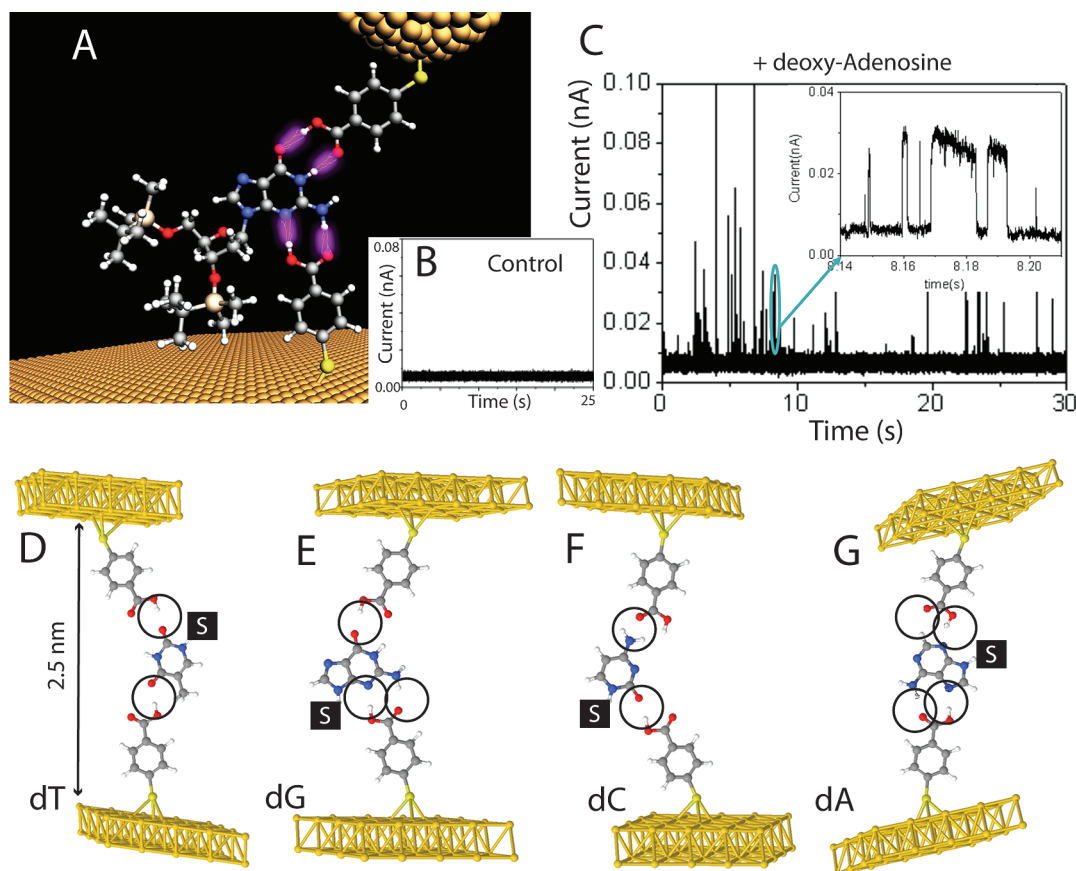 A
B
Control
Current (nA)
0.08
0.00
0
25
Time (s)
C
+ deoxy-Adenosine
Current (nA)
0.10
0.08
0.06
0.04
0.02
0.00
0
10
20
30
Time (s)
Current(nA)
0.04
0.02
0.00
8.14
8.16
8.18
8.20
time(s)
D
2.5 nm
S
dT
E
S
dG
F
S
dC
G
S
dA